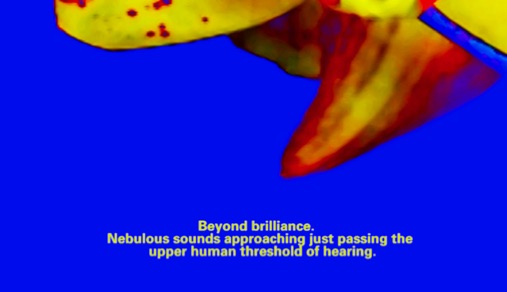 Beyond brilliance.
Nebulous sounds approaching just passing the
upper human threshold of hearing.